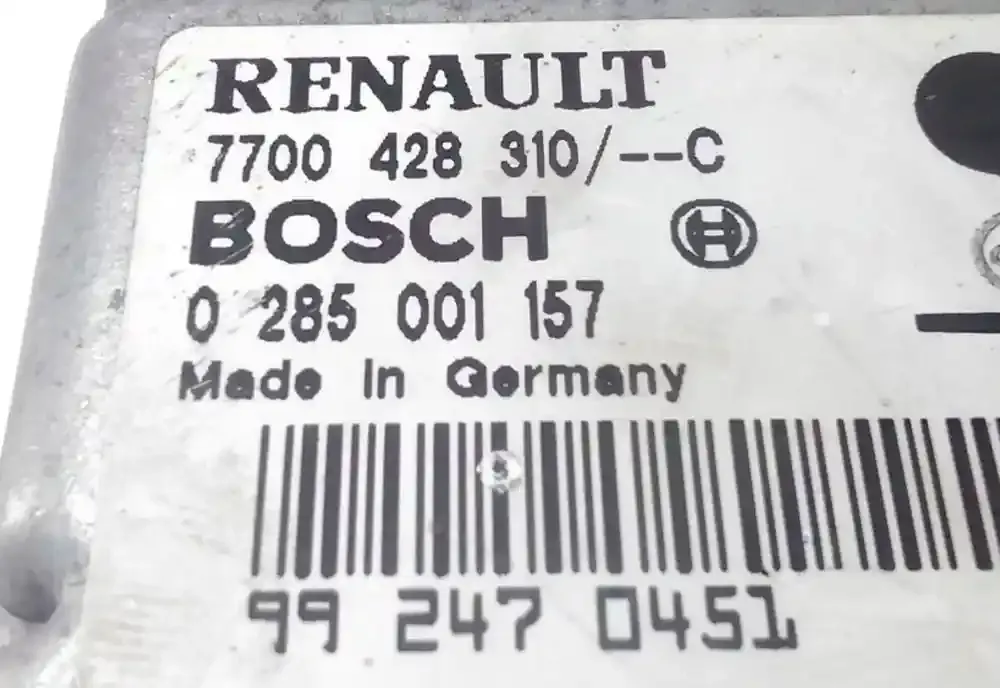 RENAULT
7700 428 310/--C
BOSCH
0 285 001 157
Made In Germany
99 247 0451